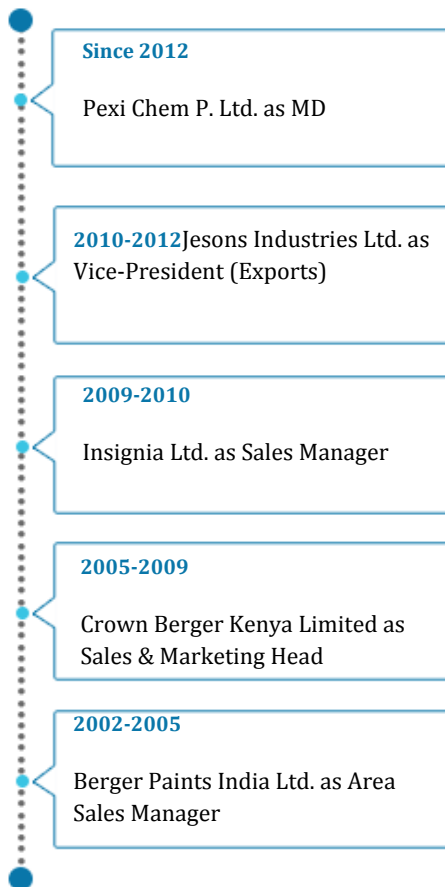 Since 2012
Pexi Chem P. Ltd. as MD
2010-2012Jesons Industries Ltd. as
Vice-President (Exports)
2009-2010
Insignia Ltd. as Sales Manager
2005-2009
Crown Berger Kenya Limited as
Sales & Marketing Head
2002-2005
Berger Paints India Ltd. as Area
Sales Manager